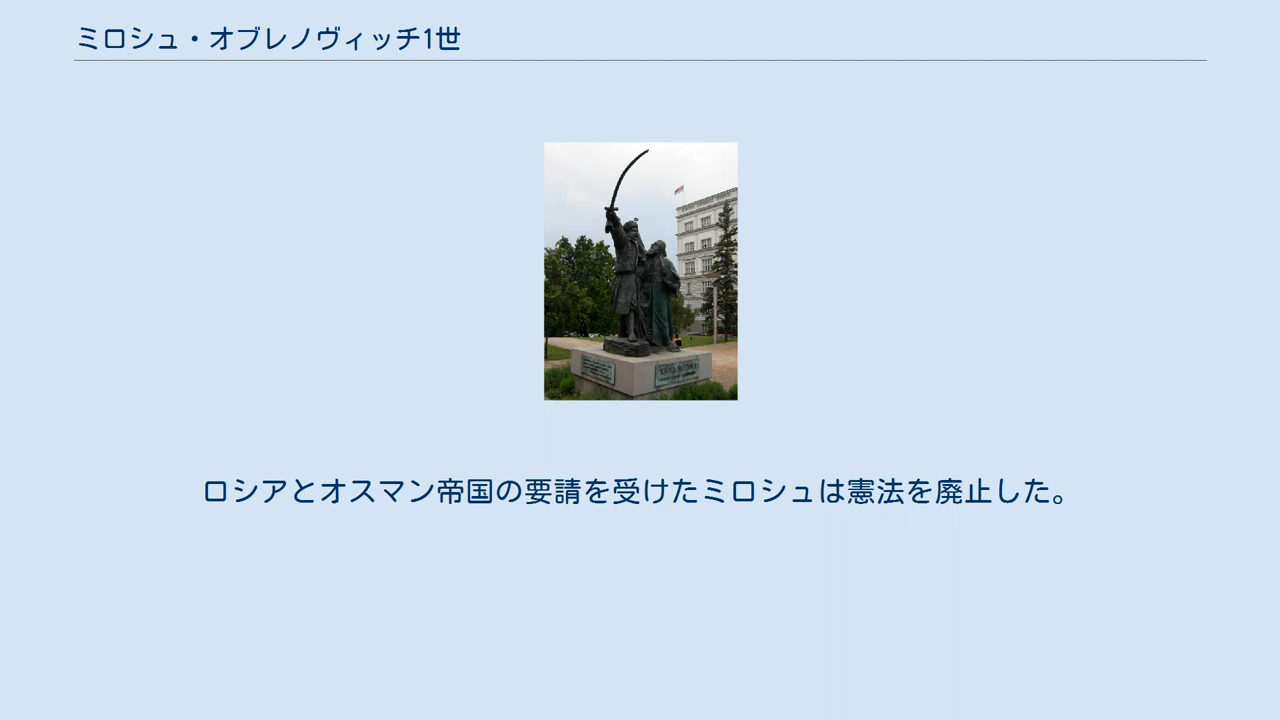 ミロシュ・オブレノヴィッチ1世
ロシアとオスマン帝国の要請を受けたミロシュは憲法を廃止した。